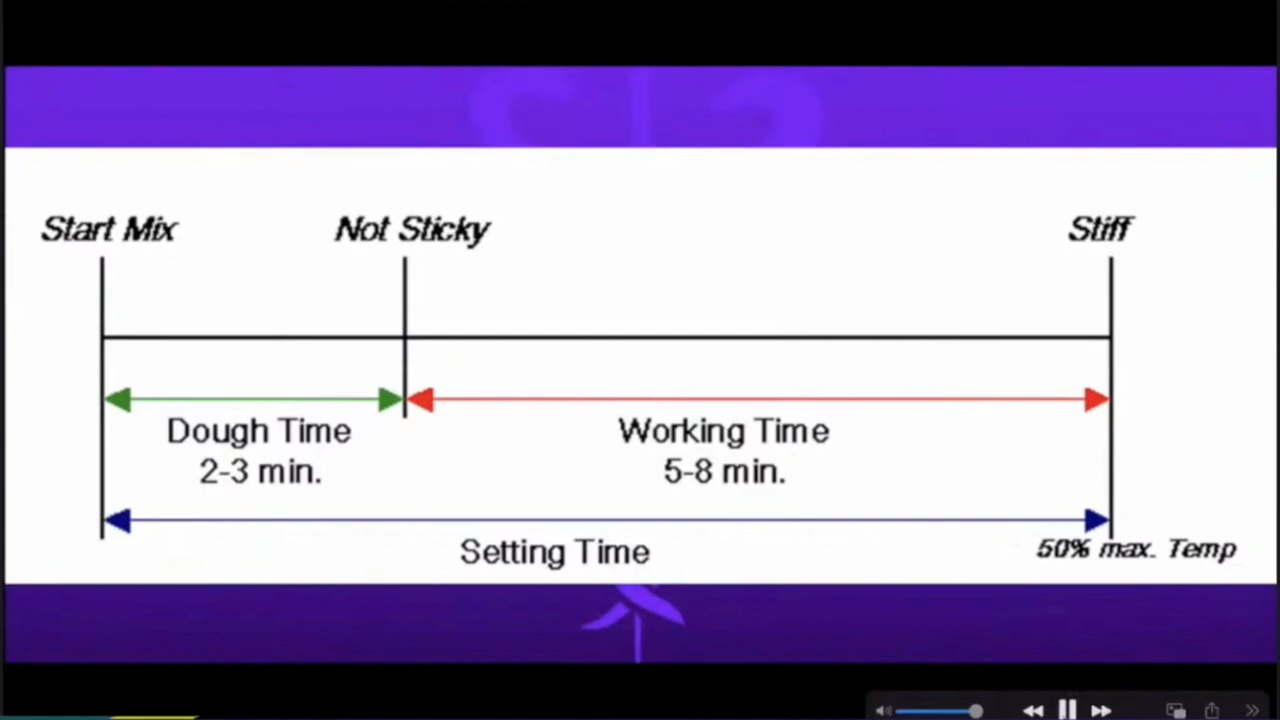 Start Mix
Not Sticky
Stiff
Dough Time
2-3 min.
Working Time
5-8 min.
Setting Time
50% max. Temp